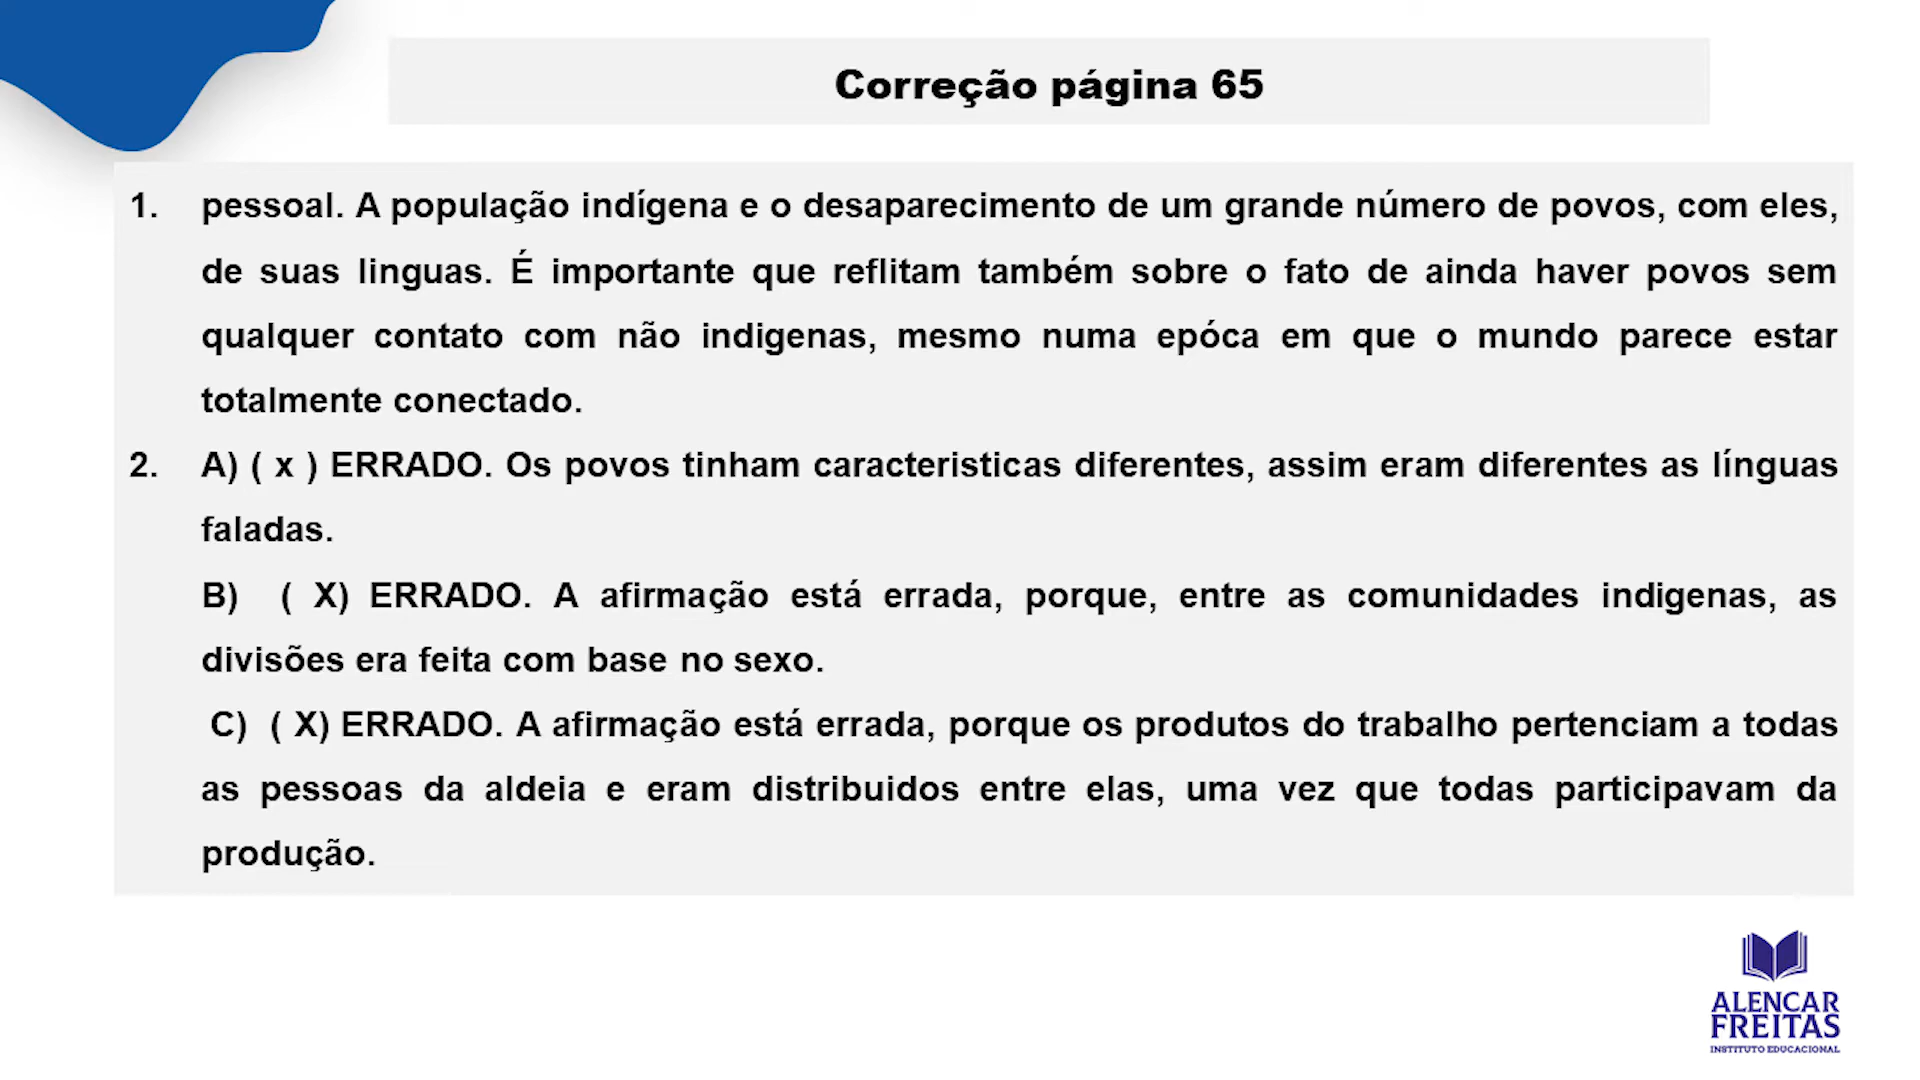 Correção página 65
1. pessoal. A população indígena e o desaparecimento de um grande número de povos, com eles,
de suas linguas. É importante que reflitam também sobre o fato de ainda haver povos sem
qualquer contato com não indigenas, mesmo numa epóca em que o mundo parece estar
totalmente conectado.
2. A) ( x ) ERRADO. Os povos tinham caracteristicas diferentes, assim eram diferentes as línguas
faladas.
B) ( X) ERRADO. A afirmação está errada, porque, entre as comunidades indigenas, as
divisões era feita com base no sexo.
C) ( X) ERRADO. A afirmação está errada, porque os produtos do trabalho pertenciam a todas
as pessoas da aldeia e eram distribuidos entre elas, uma vez que todas participavam da
produção.
ALENCAR
FREITAS
INSTITUTO EDUCACIONAL